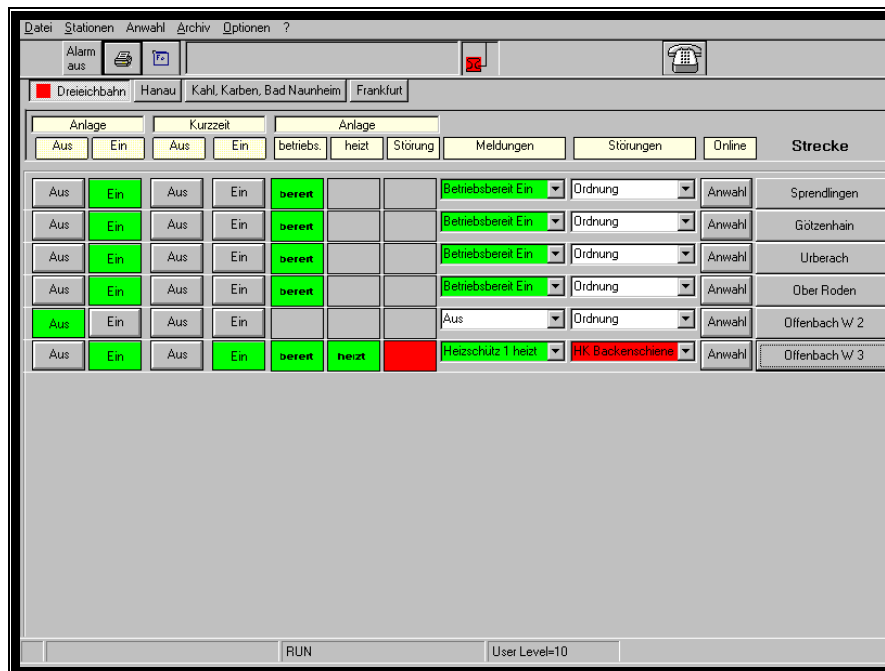 Datei Stationen Anwahl Archiv Optionen ?
Alarm
aus
Dreieichbahn Hanau Kahl, Karben, Bad Naunheim Frankfurt
Anlage Kurzzeit Anlage
Aus Ein Aus Ein betriebs. heizt Störung Meldungen Störungen Online Strecke
Aus Ein Aus Ein bereit Betriebsbereit Ein Ordnung Anwahl Sprendlingen
Aus Ein Aus Ein bereit Betriebsbereit Ein Ordnung Anwahl Götzenhain
Aus Ein Aus Ein bereit Betriebsbereit Ein Ordnung Anwahl Urberach
Aus Ein Aus Ein bereit Betriebsbereit Ein Ordnung Anwahl Ober Roden
Aus Ein Aus Ein Aus Ordnung Anwahl Offenbach W 2
Aus Ein Aus Ein bereit heizt Heizschütz 1 heizt HK Backenschiene Anwahl Offenbach W 3
RUN User Level=10